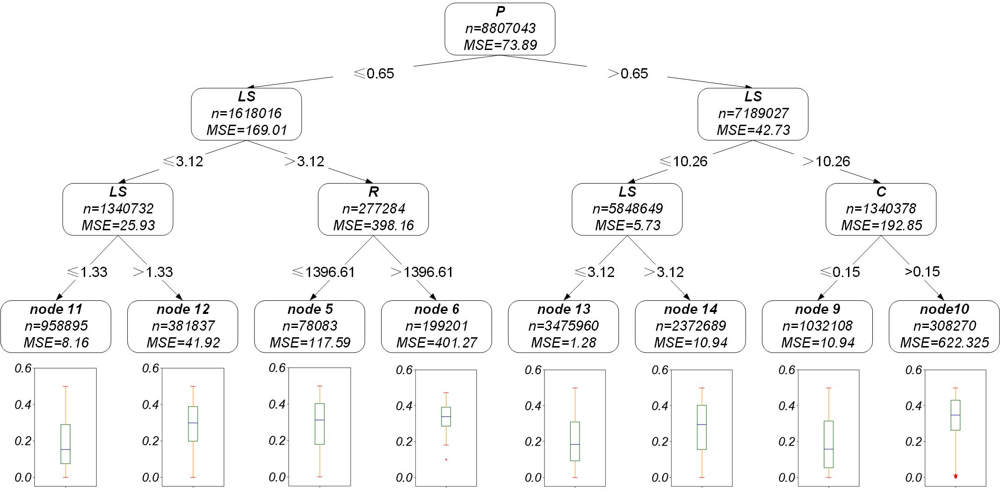 P
n=8807043
MSE=73.89
≤0.65
>0.65
LS
n=1618016
MSE=169.01
LS
n=7189027
MSE=42.73
≤3.12
>3.12
≤10.26
>10.26
LS
n=1340732
MSE=25.93
R
n=277284
MSE=398.16
LS
n=5848649
MSE=5.73
C
n=1340378
MSE=192.85
≤1.33
>1.33
≤1396.61
>1396.61
≤3.12
>3.12
≤0.15
>0.15
node 11
n=958895
MSE=8.16
node 12
n=381837
MSE=41.92
node 5
n=78083
MSE=117.59
node 6
n=199201
MSE=401.27
node 13
n=3475960
MSE=1.28
node 14
n=2372689
MSE=10.94
node 9
n=1032108
MSE=10.94
node10
n=308270
MSE=622.325
0.6
0.4
0.2
0.0
0.6
0.4
0.2
0.0
0.6
0.4
0.2
0.0
0.6
0.4
0.2
0.0
0.6
0.4
0.2
0.0
0.6
0.4
0.2
0.0
0.6
0.4
0.2
0.0
0.6
0.4
0.2
0.0